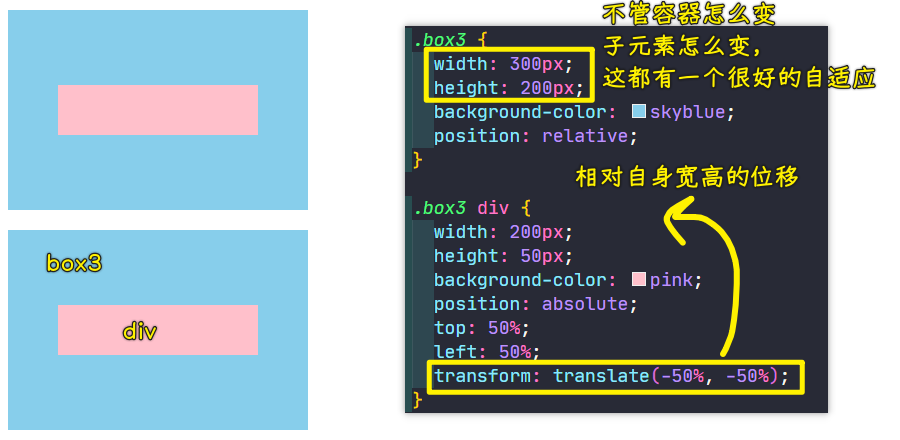 不管容器怎么变
子元素怎么变，
这都有一个很好的自适应
.box3 {
width: 300px;
height: 200px;
background-color: skyblue;
position: relative;
}
相对自身宽高的位移
.box3 div {
width: 200px;
height: 50px;
background-color: pink;
position: absolute;
top: 50%;
left: 50%;
transform: translate(-50%, -50%);
}
box3
div